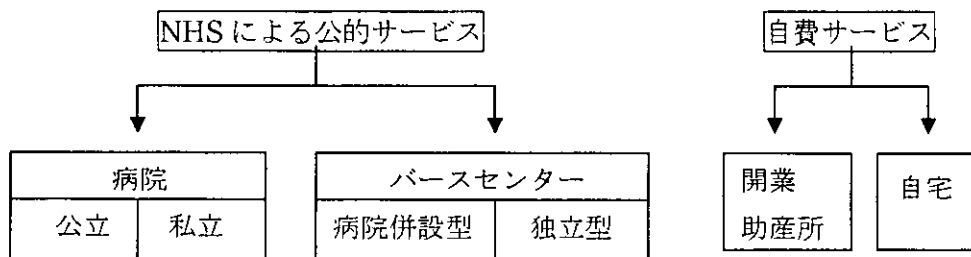 NHSによる公的サービス
自費サービス
病院
公立 私立
バースセンター
病院併設型 独立型
開業
助産所
自宅